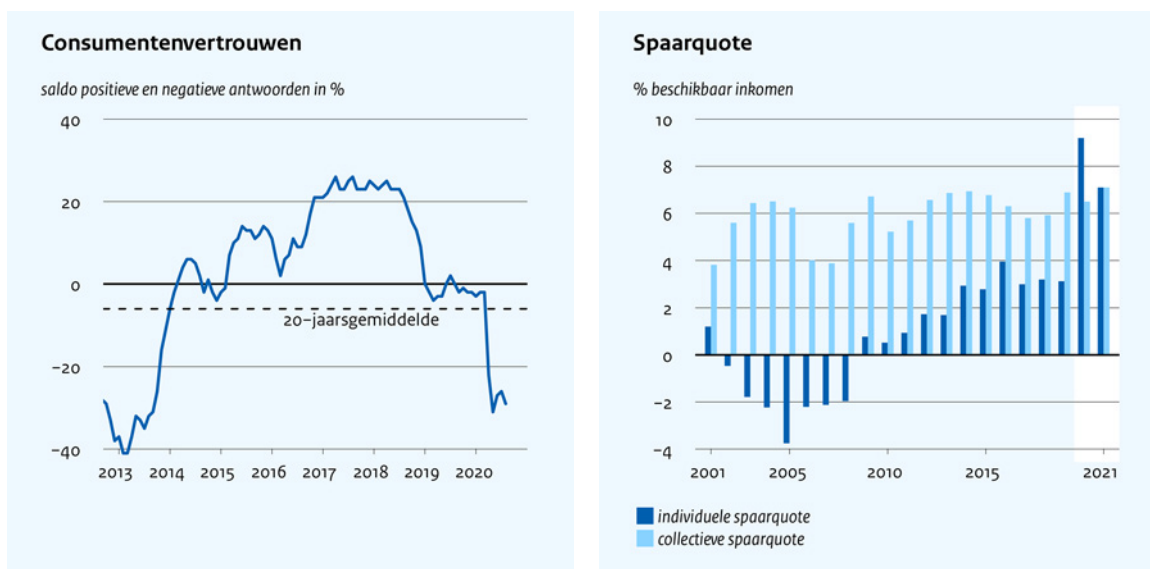 Consumentenvertrouwen
saldo positieve en negatieve antwoorden in %
40
20
0
20-jaarsgemiddelde
−20
−40
2013 2014 2015 2016 2017 2018 2019 2020
Spaarquote
% beschikbaar inkomen
10
8
6
4
2
0
−2
−4
2001 2005 2010 2015 2021
individuele spaarquote
collectieve spaarquote